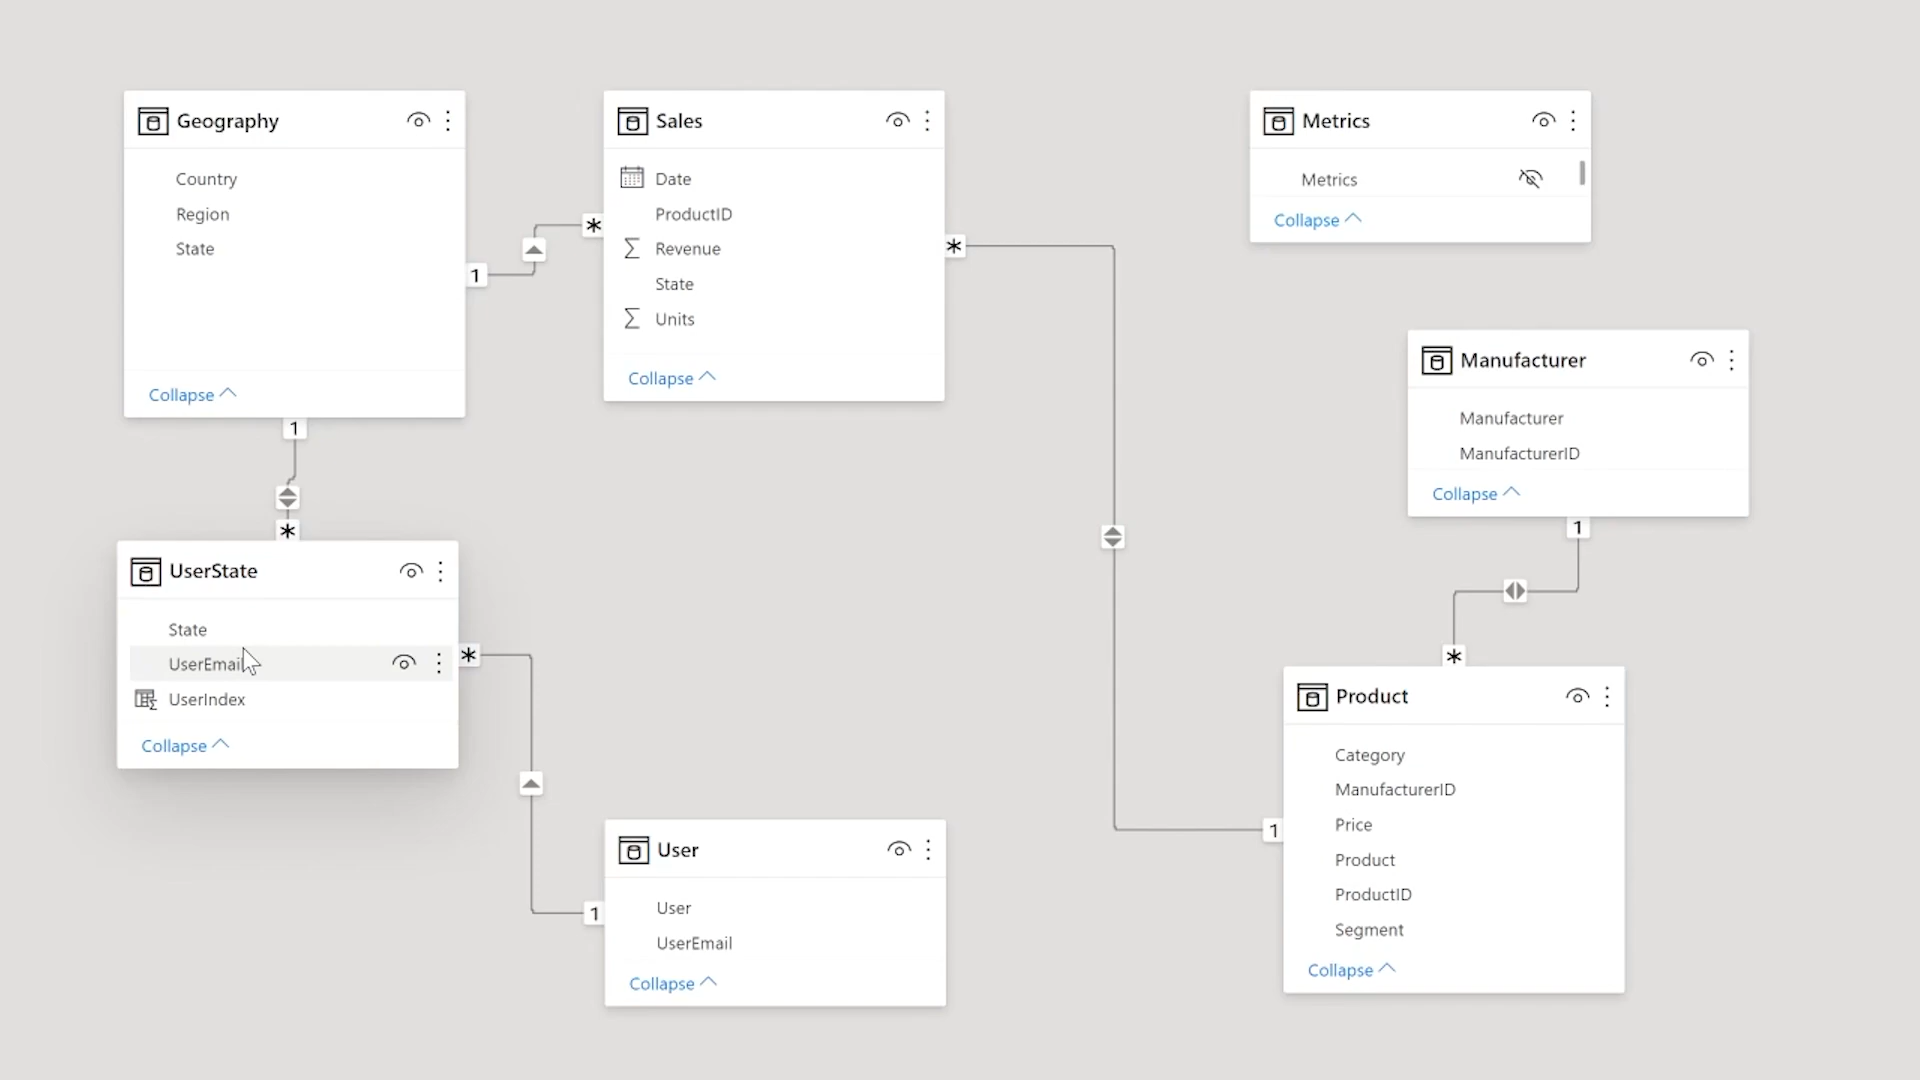 Geography
Country
Region
State
Collapse
1
*
Sales
Date
ProductID
Revenue
State
Units
Collapse
*
1
Metrics
Metrics
Collapse
Manufacturer
Manufacturer
ManufacturerID
Collapse
1
*
1
*
UserState
State
UserEmail
UserIndex
Collapse
*
1
User
User
UserEmail
Collapse
Product
Category
ManufacturerID
Price
Product
ProductID
Segment
Collapse